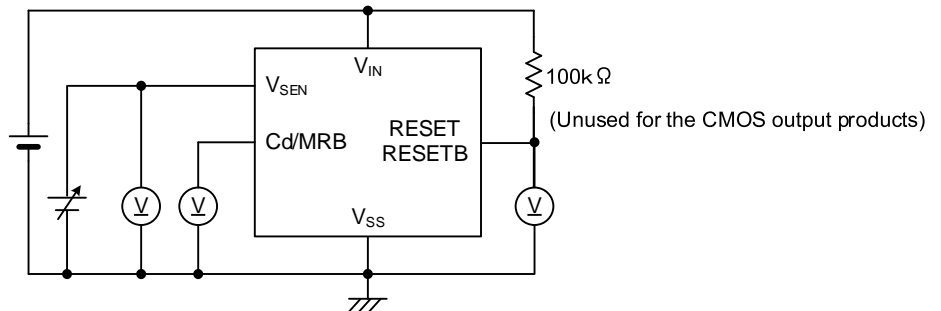 V_IN
V_SEN
100kΩ
(Unused for the CMOS output products)
Cd/MRB
RESET
RESETB
V
V
V
V_SS